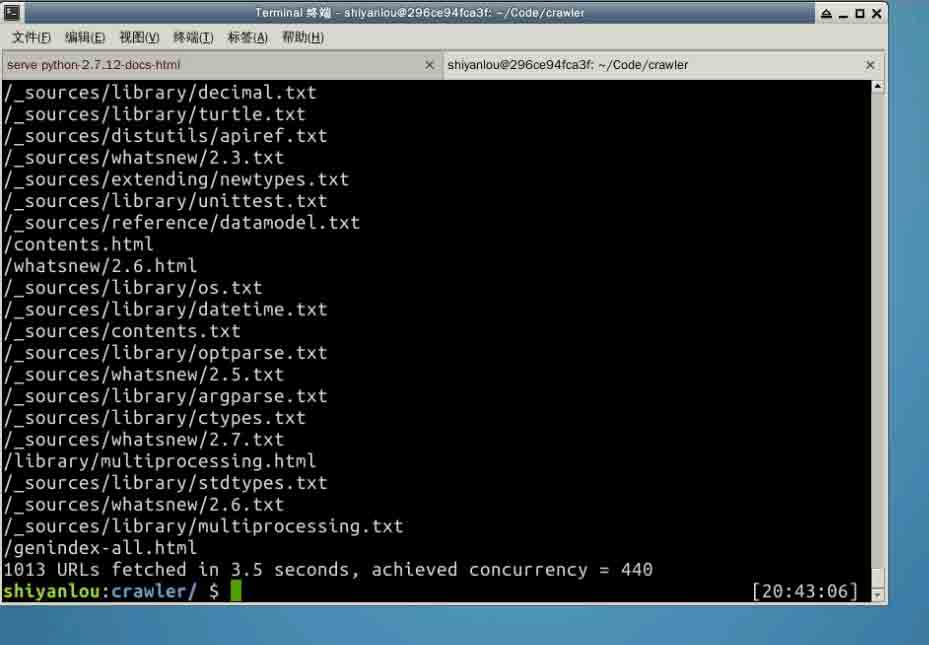 Terminal 终端 - shiyanlou@296ce94fca3f: ~/Code/crawler
文件(F) 编辑(E) 视图(V) 终端(T) 标签(A) 帮助(H)
serve python-2.7.12-docs-html
shiyanlou@296ce94fca3f: ~/Code/crawler
/_sources/library/decimal.txt
/_sources/library/turtle.txt
/_sources/distutils/apiref.txt
/_sources/whatsnew/2.3.txt
/_sources/extending/newtypes.txt
/_sources/library/unittest.txt
/_sources/reference/datamodel.txt
/contents.html
/whatsnew/2.6.html
/_sources/library/os.txt
/_sources/library/datetime.txt
/_sources/contents.txt
/_sources/library/optparse.txt
/_sources/whatsnew/2.5.txt
/_sources/library/argparse.txt
/_sources/library/ctypes.txt
/_sources/whatsnew/2.7.txt
/library/multiprocessing.html
/_sources/library/stdtypes.txt
/_sources/whatsnew/2.6.txt
/_sources/library/multiprocessing.txt
/genindex-all.html
1013 URLs fetched in 3.5 seconds, achieved concurrency = 440
shiyanlou:crawler/ $ [20:43:06]